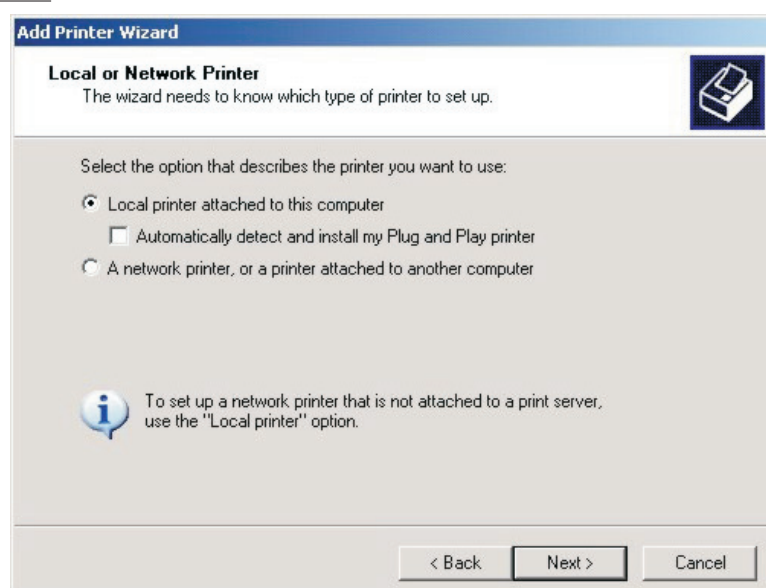 Add Printer Wizard
Local or Network Printer
The wizard needs to know which type of printer to set up.
Select the option that describes the printer you want to use:
Local printer attached to this computer
Automatically detect and install my Plug and Play printer
A network printer, or a printer attached to another computer
To set up a network printer that is not attached to a print server,
use the "Local printer" option.
< Back Next > Cancel